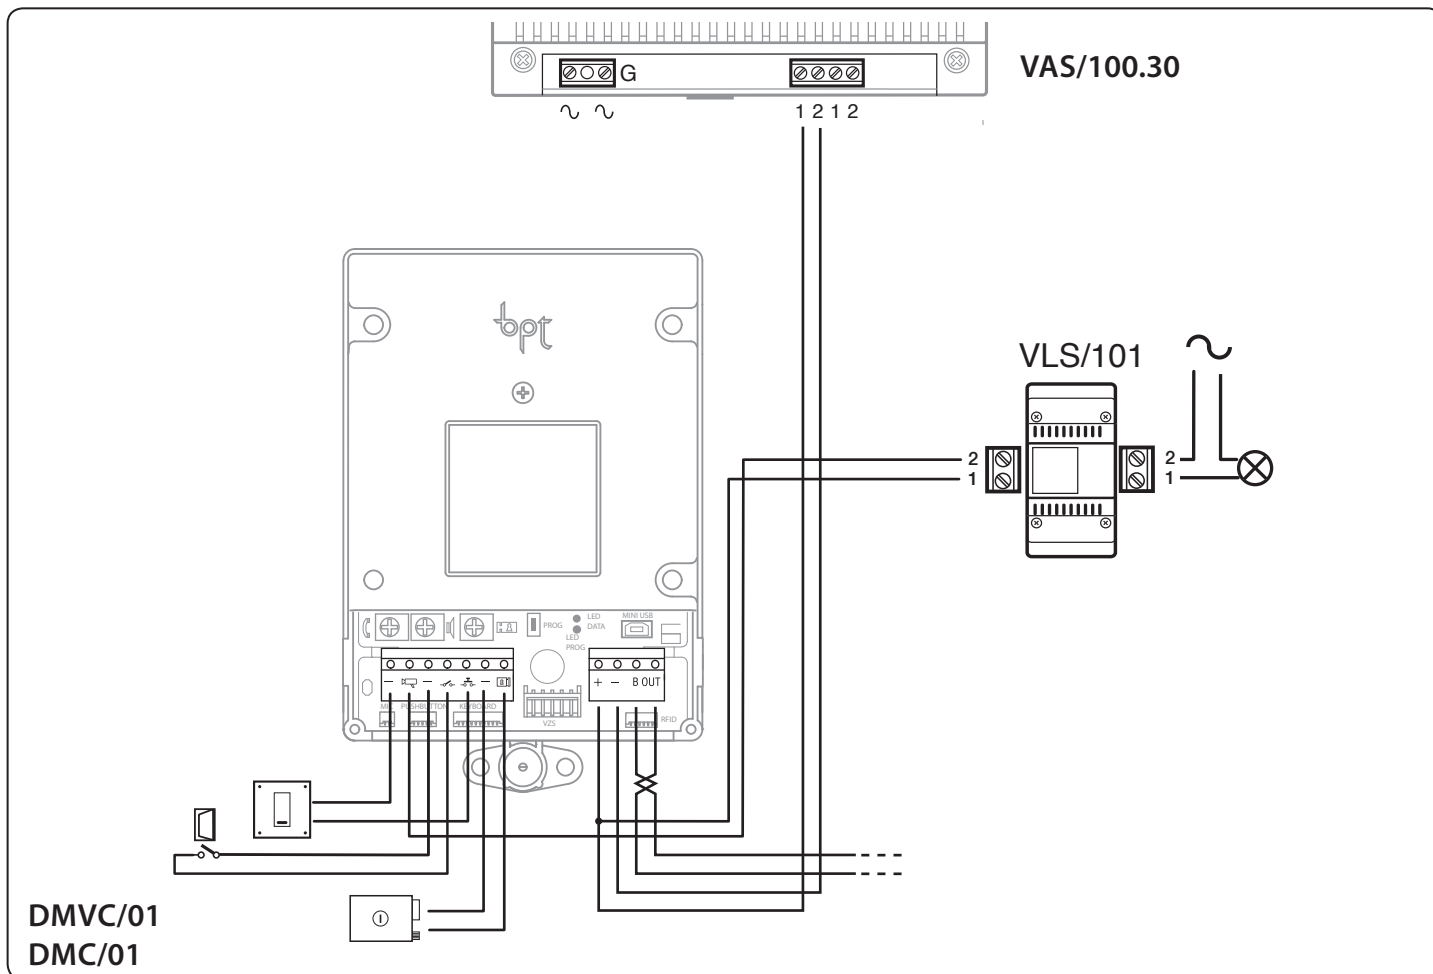 VAS/100.30
G
∿ ∿
1 2 1 2
bpt
VLS/101
∿
2
1
2
1
PROG
LED
DATA
LED
PROG
MINI USB
+ − B OUT
MIC PUSHBUTTON KEYBOARD
VZS
RFID
DMVC/01
DMC/01